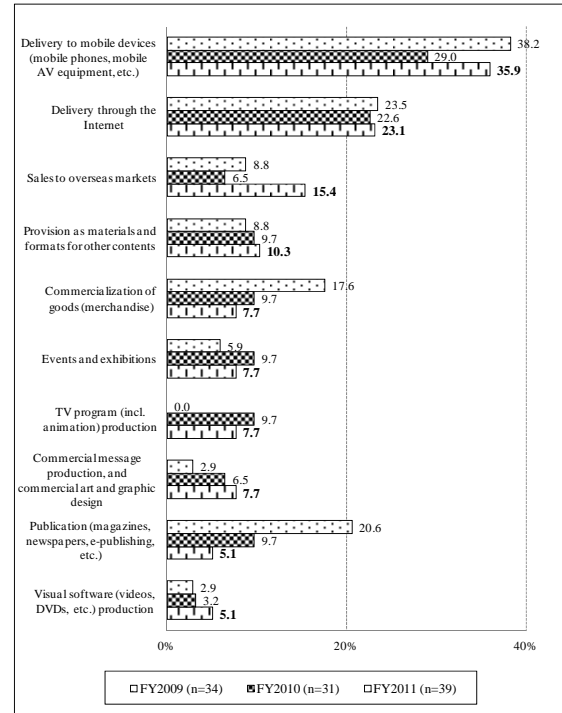 Delivery to mobile devices
(mobile phones, mobile
AV equipment, etc.)
38.2
29.0
35.9
Delivery through the
Internet
23.5
22.6
23.1
Sales to overseas markets
8.8
6.5
15.4
Provision as materials and
formats for other contents
8.8
9.7
10.3
Commercialization of
goods (merchandise)
17.6
9.7
7.7
Events and exhibitions
5.9
9.7
7.7
TV program (incl.
animation) production
0.0
9.7
7.7
Commercial message
production, and
commercial art and graphic
design
2.9
6.5
7.7
Publication (magazines,
newspapers, e-publishing,
etc.)
20.6
9.7
5.1
Visual software (videos,
DVDs, etc.) production
2.9
3.2
5.1
0% 20% 40%
FY2009 (n=34) FY2010 (n=31) FY2011 (n=39)